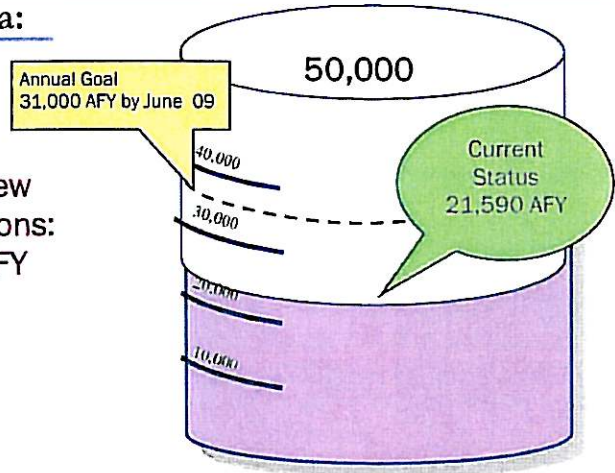 a:
50,000
Annual Goal
31,000 AFY by June 09
40,000
Current
Status
21,590 AFY
ew
ons:
FY
30,000
20,000
10,000